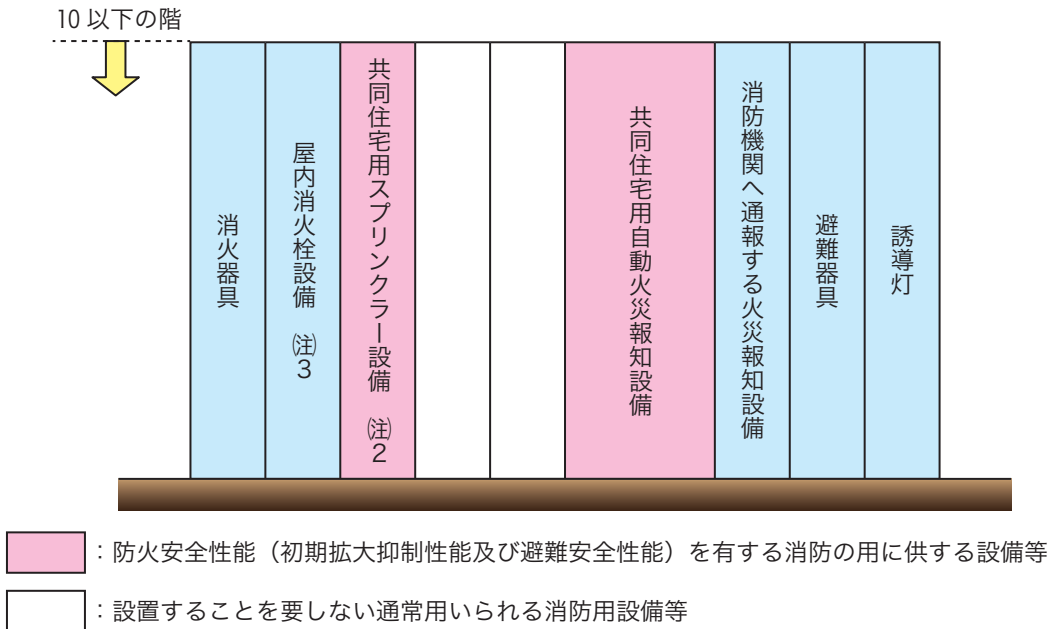 10 以下の階
消火器具
屋内消火栓設備 ㈲3
共同住宅用スプリンクラー設備 (注)2
共同住宅用自動火災報知設備
消防機関へ通報する火災報知設備
避難器具
誘導灯
：防火安全性能（初期拡大抑制性能及び避難安全性能）を有する消防の用に供する設備等
：設置することを要しない通常用いられる消防用設備等